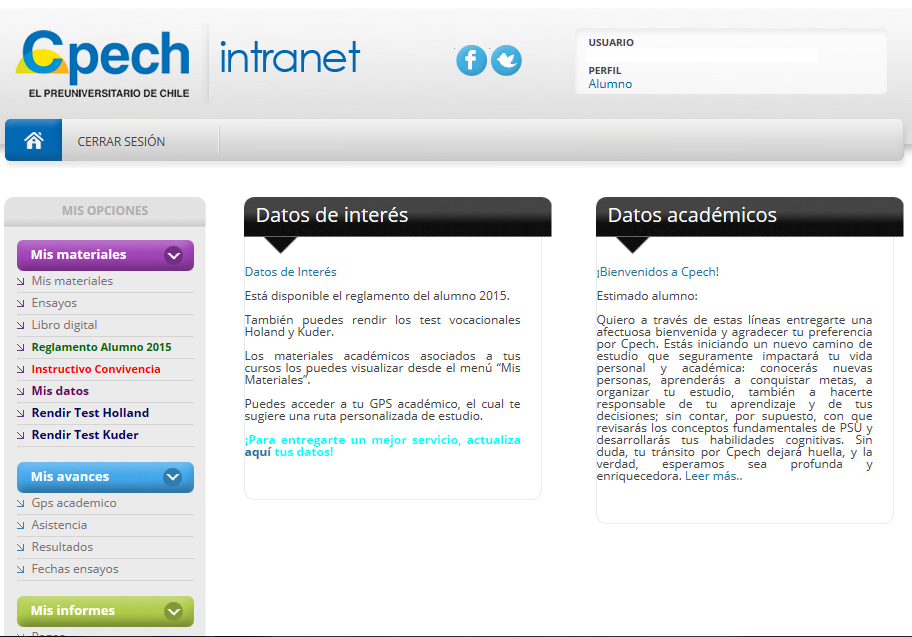 Cpech
EL PREUNIVERSITARIO DE CHILE
intranet
f
USUARIO
PERFIL
Alumno
CERRAR SESIÓN
MIS OPCIONES
Mis materiales
Mis materiales
Ensayos
Libro digital
Reglamento Alumno 2015
Instructivo Convivencia
Mis datos
Rendir Test Holland
Rendir Test Kuder
Mis avances
Gps academico
Asistencia
Resultados
Fechas ensayos
Mis informes
Datos de interés
Datos de Interés
Está disponible el reglamento del alumno 2015.
También puedes rendir los test vocacionales
Holand y Kuder.
Los materiales académicos asociados a tus
cursos los puedes visualizar desde el menú “Mis
Materiales”.
Puedes acceder a tu GPS académico, el cual te
sugiere una ruta personalizada de estudio.
¡Para entregarte un mejor servicio, actualiza
aquí tus datos!
Datos académicos
¡Bienvenidos a Cpech!
Estimado alumno:
Quiero a través de estas líneas entregarte una
afectuosa bienvenida y agradecer tu preferencia
por Cpech. Estás iniciando un nuevo camino de
estudio que seguramente impactará tu vida
personal y académica: conocerás nuevas
personas, aprenderás a conquistar metas, a
organizar tu estudio, también a hacerte
responsable de tu aprendizaje y de tus
decisiones; sin contar, por supuesto, con que
revisarás los conceptos fundamentales de PSU y
desarrollarás tus habilidades cognitivas. Sin
duda, tu tránsito por Cpech dejará huella, y la
verdad, esperamos sea profunda y
enriquecedora. Leer más..